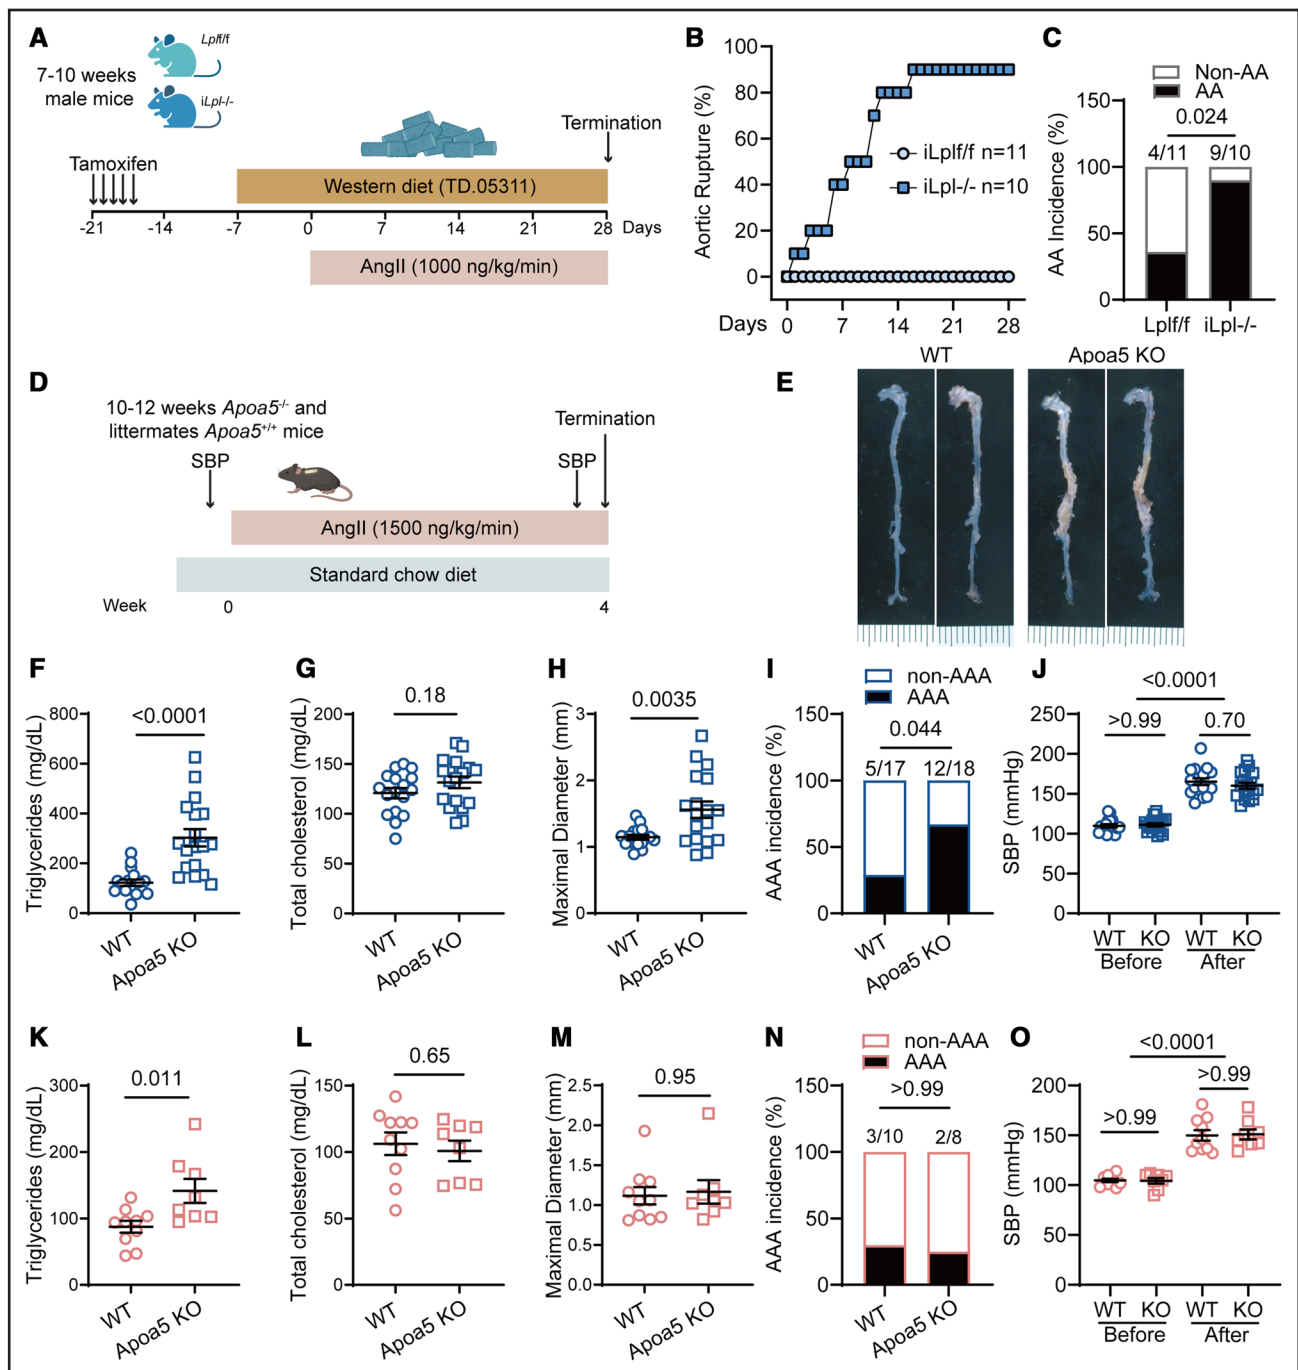 A
7-10 weeks
male mice
Lplf/f
iLpl-/-
Tamoxifen
Termination
Western diet (TD.05311)
-21 -14 -7 0 7 14 21 28 Days
AngII (1000 ng/kg/min)
B
Aortic Rupture (%)
100
80
60
40
20
0
iLplf/f n=11
iLpl-/- n=10
Days 0 7 14 21 28
C
Non-AA
AA
AA Incidence (%)
150
100
50
0
0.024
4/11 9/10
Lplf/f iLpl-/-
D
10-12 weeks Apoa5-/- and
littermates Apoa5+/+ mice
SBP
SBP
Termination
AngII (1500 ng/kg/min)
Standard chow diet
Week 0 4
E
WT Apoa5 KO
F
Triglycerides (mg/dL)
800
600
400
200
0
<0.0001
WT Apoa5 KO
G
Total cholesterol (mg/dL)
200
150
100
50
0
0.18
WT Apoa5 KO
H
Maximal Diameter (mm)
3
2
1
0
0.0035
WT Apoa5 KO
I
non-AAA
AAA
AAA incidence (%)
150
100
50
0
0.044
5/17 12/18
WT Apoa5 KO
J
SBP (mmHg)
250
200
150
100
50
0
<0.0001
>0.99 0.70
WT KO WT KO
Before After
K
Triglycerides (mg/dL)
300
200
100
0
0.011
WT Apoa5 KO
L
Total cholesterol (mg/dL)
150
100
50
0
0.65
WT Apoa5 KO
M
Maximal Diameter (mm)
2.5
2.0
1.5
1.0
0.5
0.0
0.95
WT Apoa5 KO
N
non-AAA
AAA
AAA incidence (%)
150
100
50
0
>0.99
3/10 2/8
WT Apoa5 KO
O
SBP (mmHg)
200
150
100
50
0
<0.0001
>0.99
>0.99
WT KO WT KO
Before After